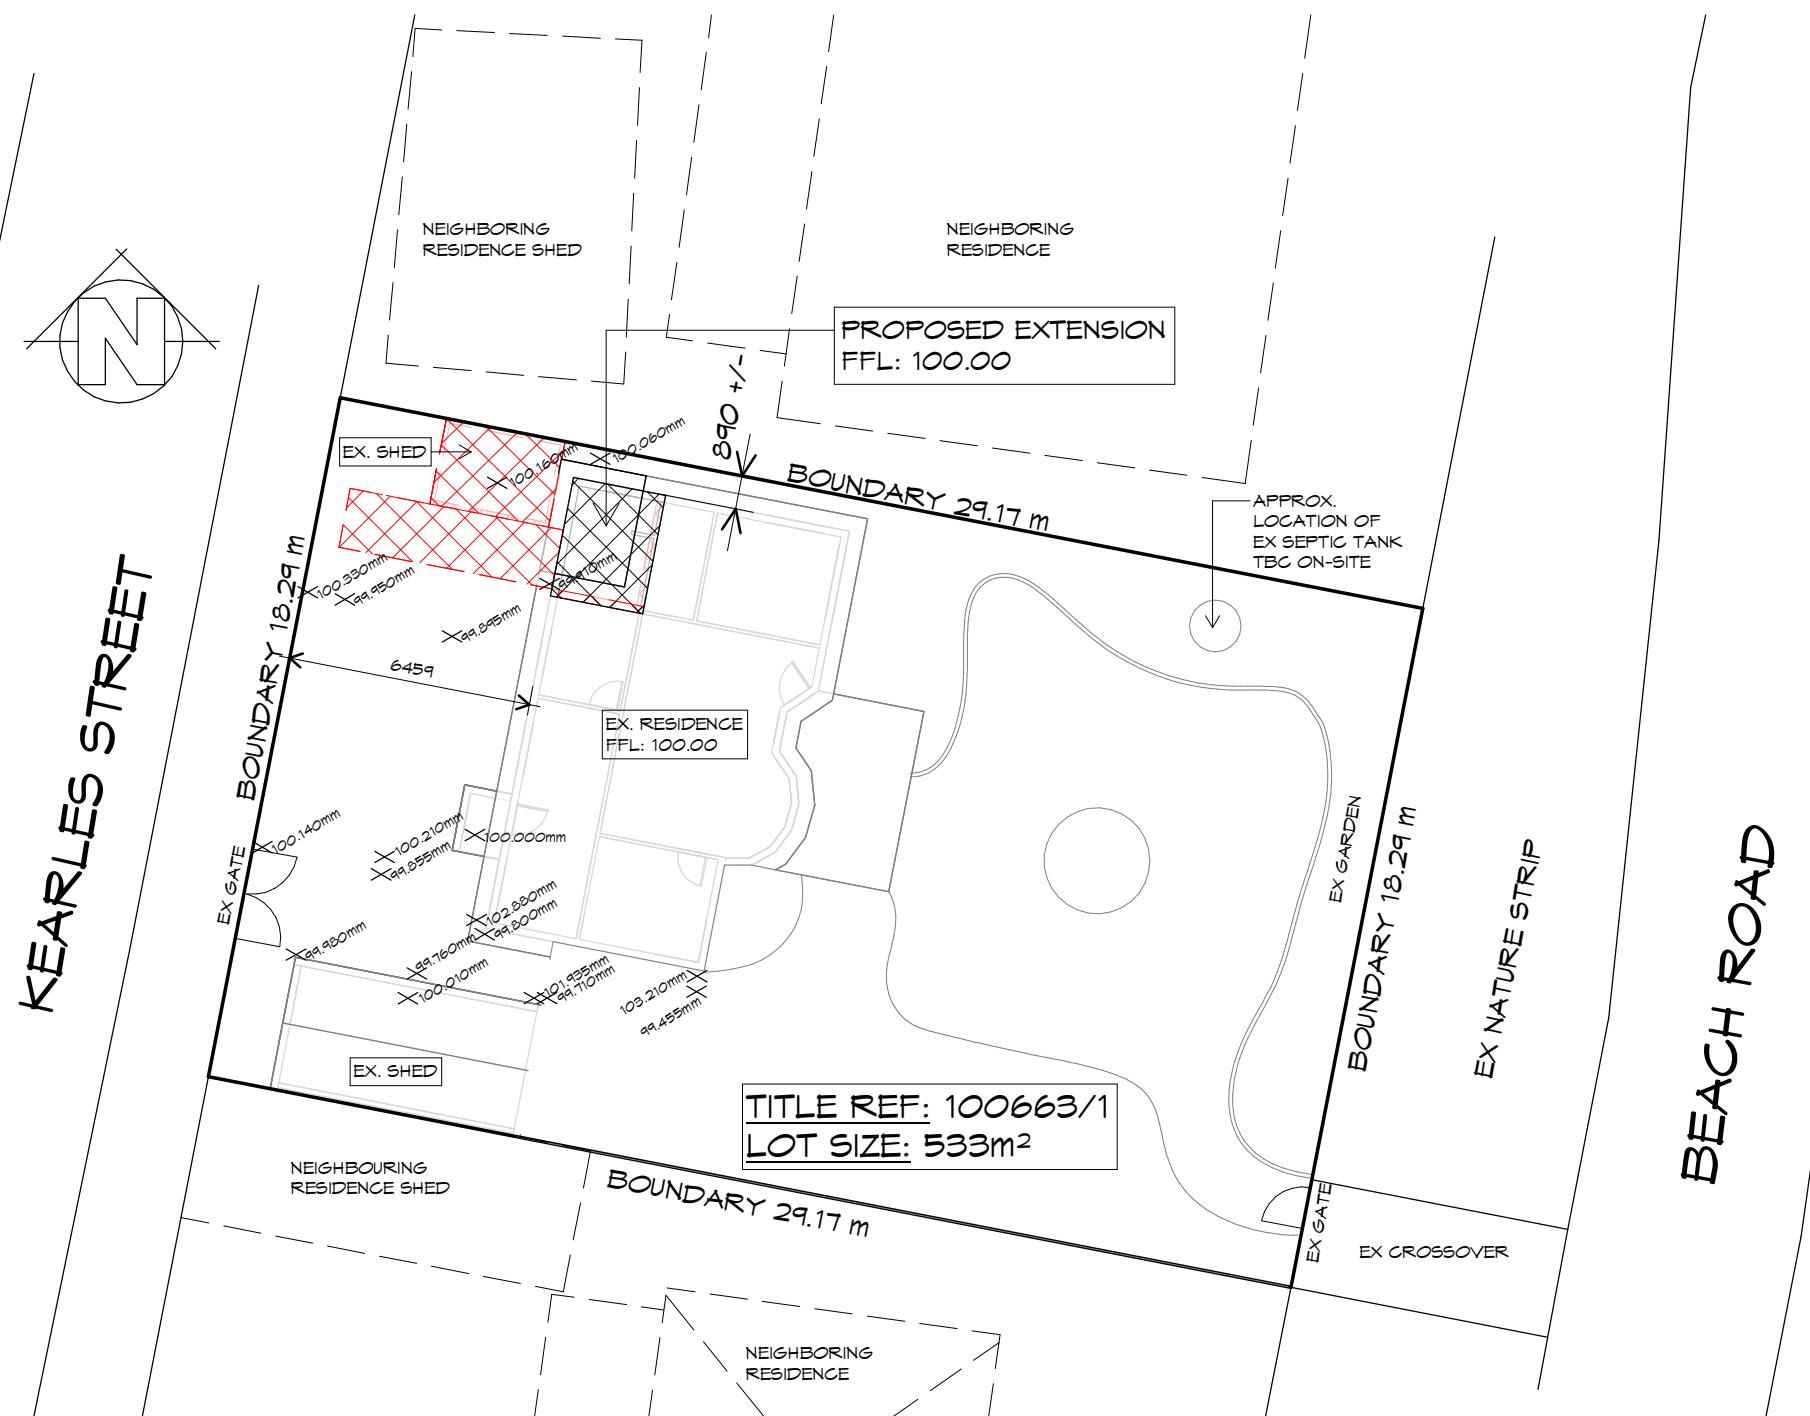 NEIGHBORING
RESIDENCE SHED
NEIGHBORING
RESIDENCE
N
PROPOSED EXTENSION
FFL: 100.00
890 +/-
EX. SHED
100.160mm
100.060mm
BOUNDARY 29.17 m
APPROX.
LOCATION OF
EX SEPTIC TANK
TBC ON-SITE
BOUNDARY 18.29 m
100.330mm
99.950mm
99.910mm
99.895mm
6459
EX. RESIDENCE
FFL: 100.00
KEARLES STREET
100.140mm
100.210mm
99.855mm
100.000mm
EX GATE
102.880mm
99.800mm
99.980mm
99.760mm
100.010mm
101.935mm
99.710mm
103.210mm
99.455mm
EX GARDEN
BOUNDARY 18.29 m
EX NATURE STRIP
BEACH ROAD
EX. SHED
TITLE REF: 100663/1
LOT SIZE: 533m²
NEIGHBOURING
RESIDENCE SHED
BOUNDARY 29.17 m
EX GATE
EX CROSSOVER
NEIGHBORING
RESIDENCE